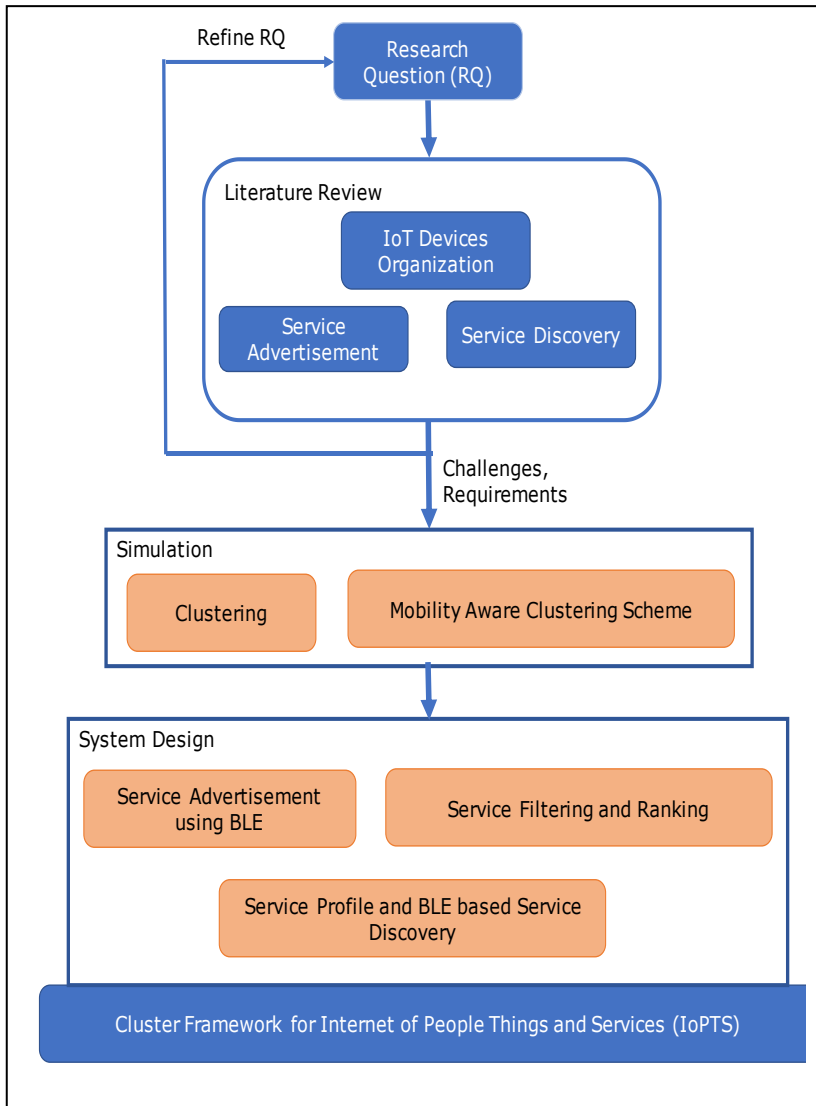 Refine RQ
Research
Question (RQ)
Literature Review
IoT Devices
Organization
Service
Advertisement
Service Discovery
Challenges,
Requirements
Simulation
Clustering
Mobility Aware Clustering Scheme
System Design
Service Advertisement
using BLE
Service Filtering and Ranking
Service Profile and BLE based Service
Discovery
Cluster Framework for Internet of People Things and Services (IoPTS)